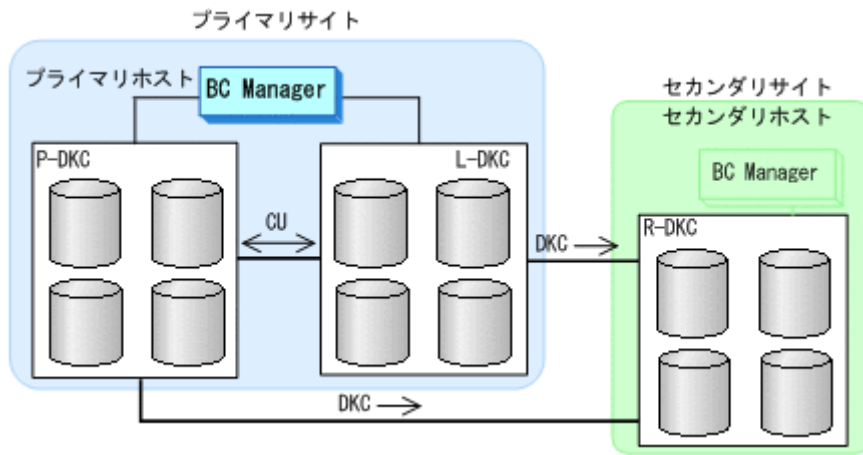 プライマリサイト
プライマリホスト
BC Manager
セカンダリサイト
セカンダリホスト
BC Manager
P-DKC
L-DKC
R-DKC
CU
DKC
DKC